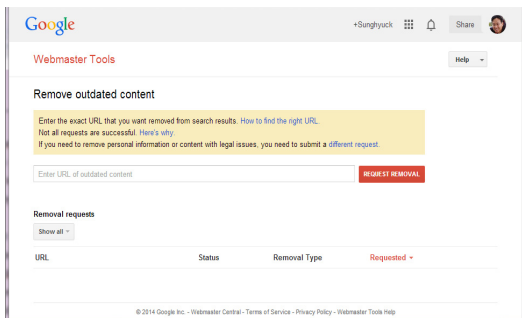 Google
+Sunghyuck
Share
Webmaster Tools
Help
Remove outdated content
Enter the exact URL that you want removed from search results. How to find the right URL.
Not all requests are successful. Here's why.
If you need to remove personal information or content with legal issues, you need to submit a different request.
Enter URL of outdated content
REQUEST REMOVAL
Removal requests
Show all
URL Status Removal Type Requested
© 2014 Google Inc. - Webmaster Central - Terms of Service - Privacy Policy - Webmaster Tools Help